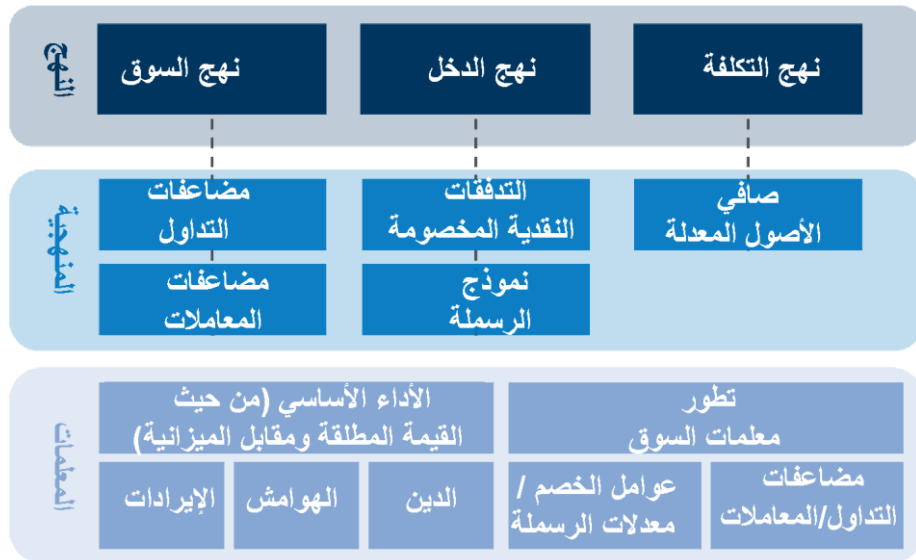 النهج
نهج التكلفة
نهج الدخل
نهج السوق
المنهجية
صافي
الأصول المعدلة
التدفقات
النقدية المخصومة
مضاعفات
التداول
نموذج
الرسملة
مضاعفات
المعاملات
المعلمات
تطور
معلمات السوق
الأداء الأساسي (من حيث
القيمة المطلقة ومقابل الميزانية)
مضاعفات
التداول/المعاملات
عوامل الخصم /
معدلات الرسملة
الدين
الهوامش
الإيرادات